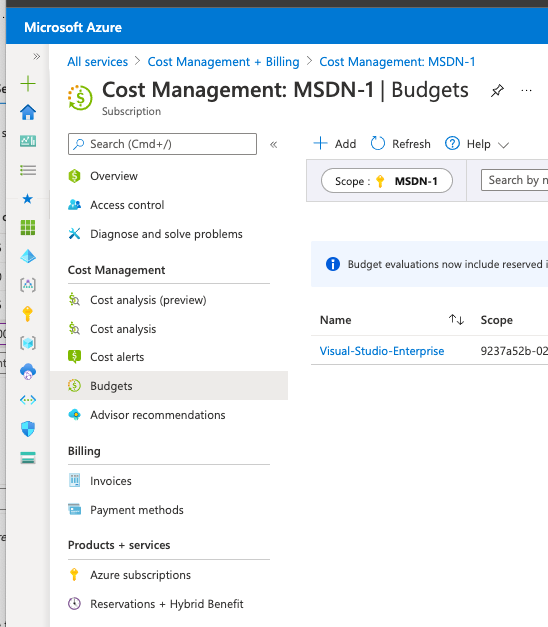 Microsoft Azure
All services > Cost Management + Billing > Cost Management: MSDN-1
Cost Management: MSDN-1 | Budgets
Subscription
Search (Cmd+/)
Overview
Access control
Diagnose and solve problems
Cost Management
Cost analysis (preview)
Cost analysis
Cost alerts
Budgets
Advisor recommendations
Billing
Invoices
Payment methods
Products + services
Azure subscriptions
Reservations + Hybrid Benefit
Add Refresh Help
Scope : MSDN-1
Search by n
Budget evaluations now include reserved i
Name Scope
Visual-Studio-Enterprise 9237a52b-02